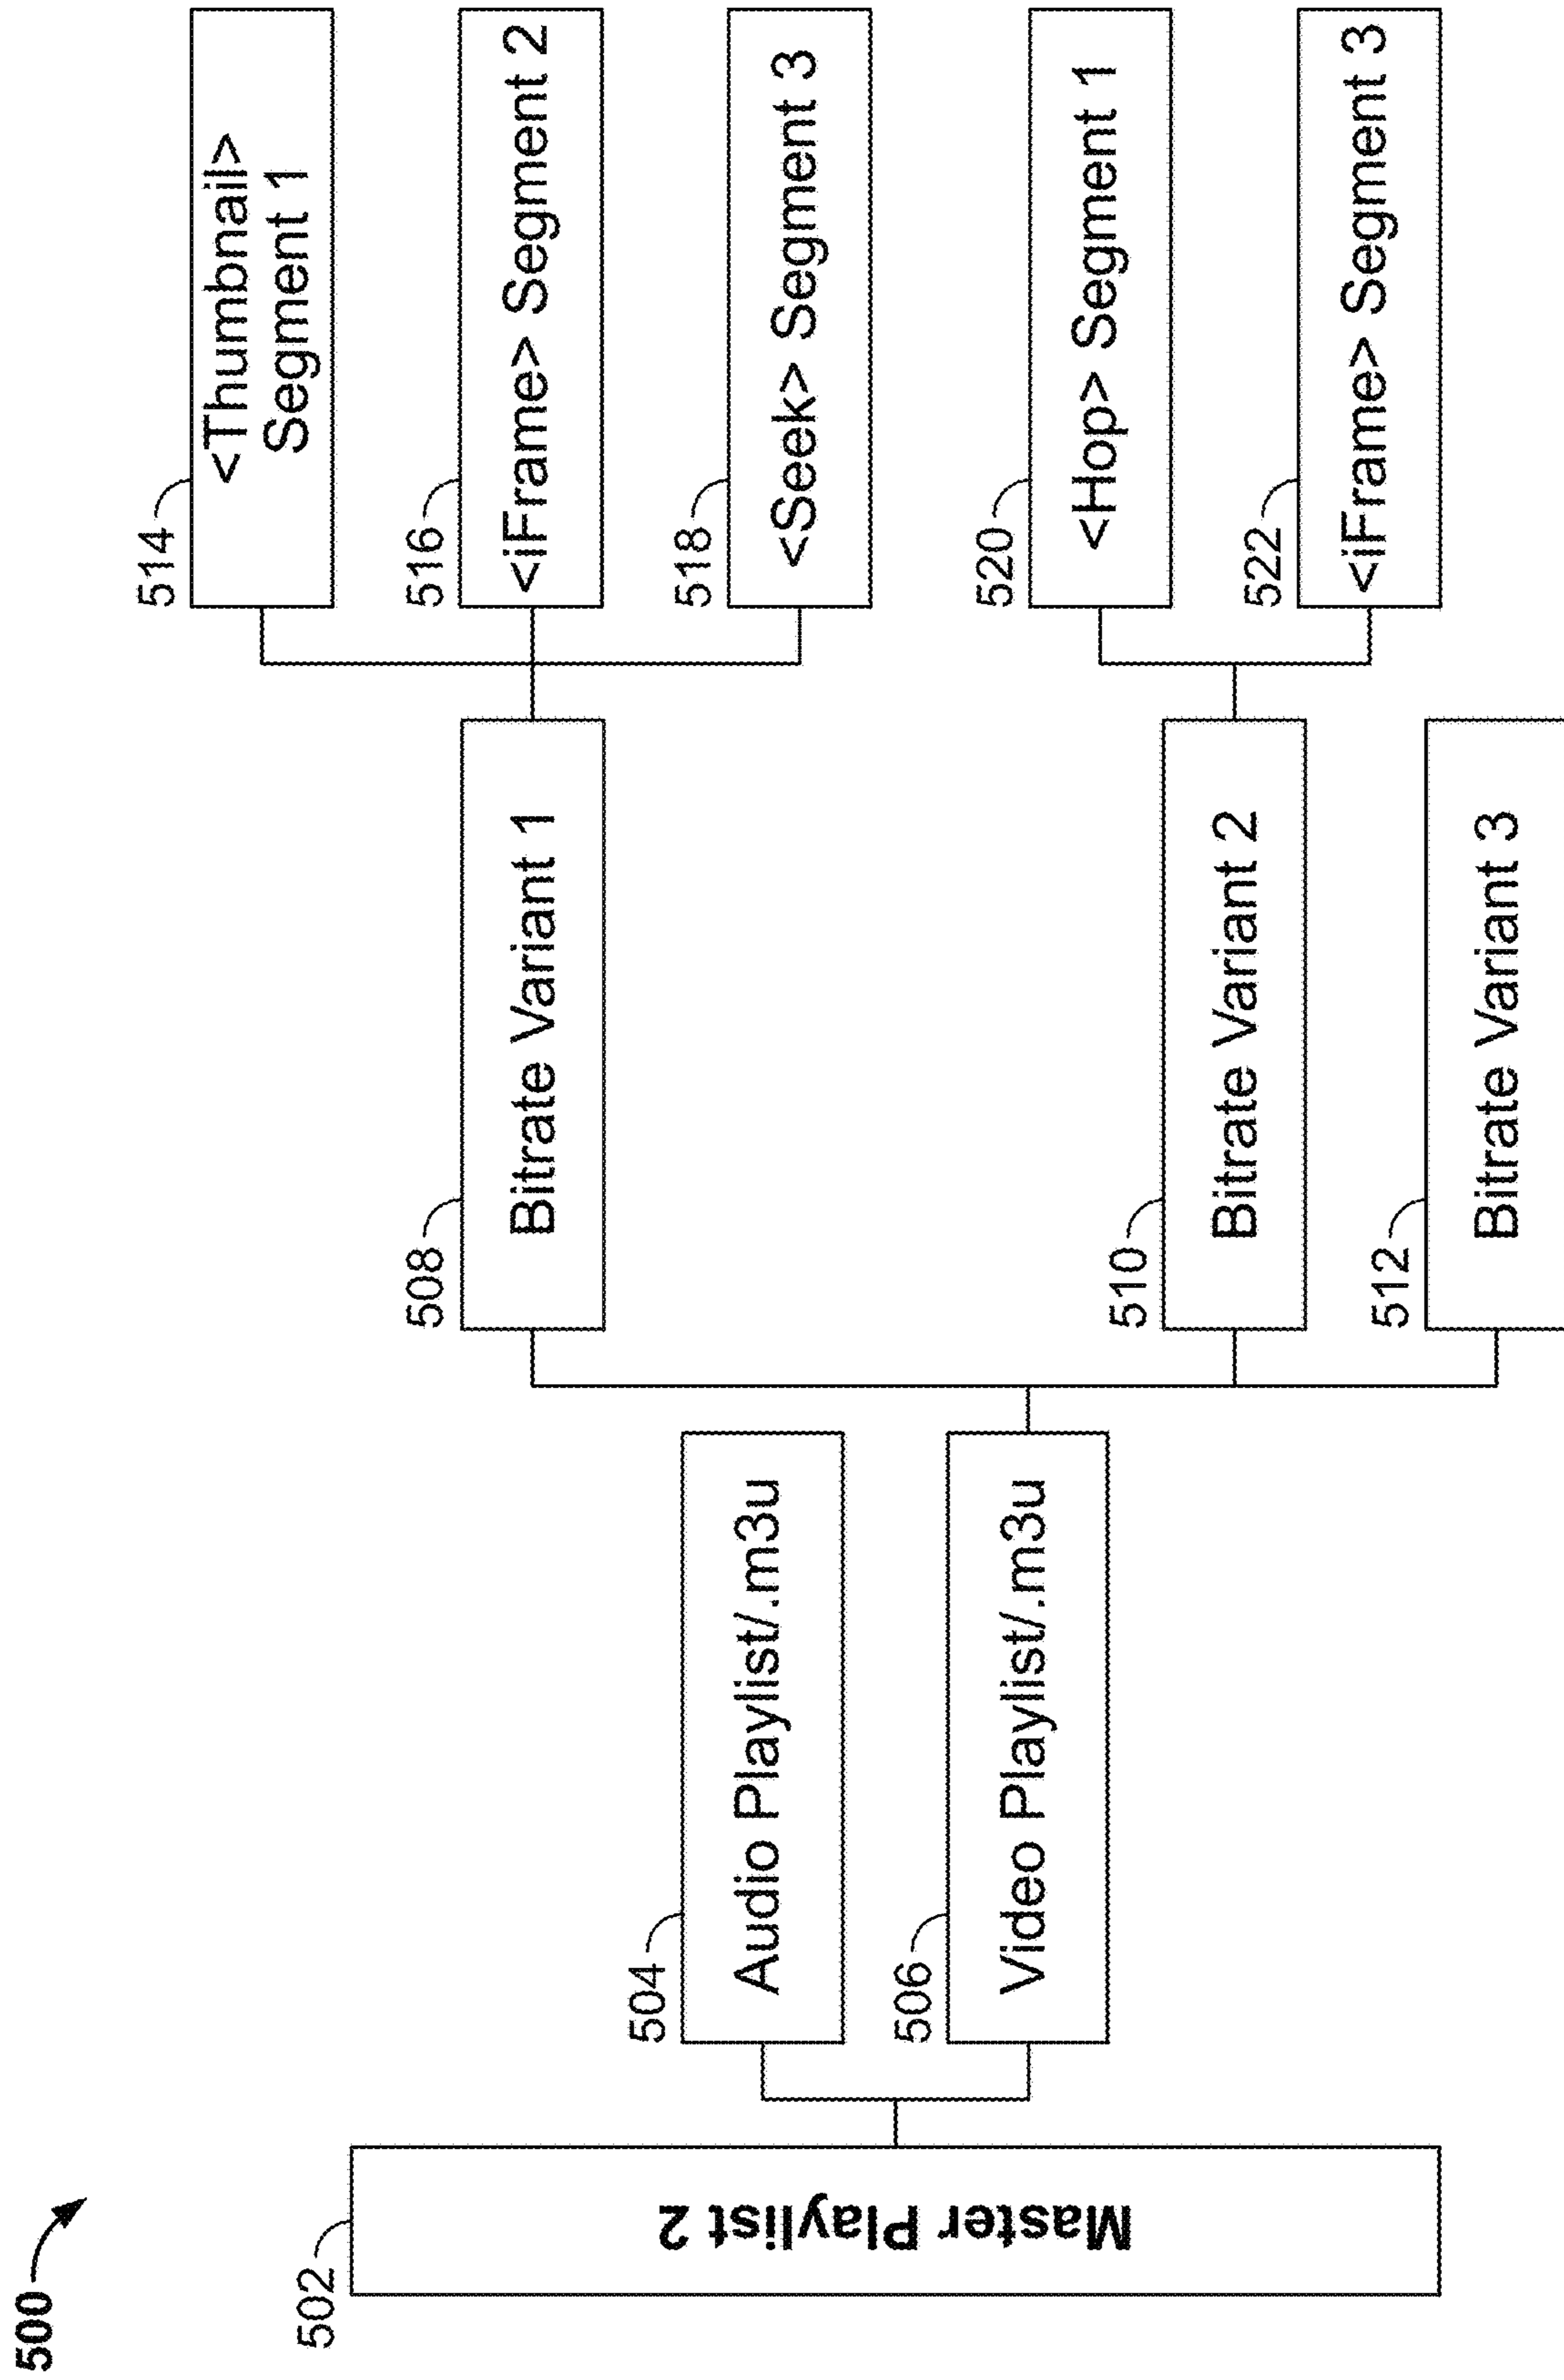 500
502
Master Playlist 2
504
Audio Playlist/.m3u
506
Video Playlist/.m3u
508
Bitrate Variant 1
510
Bitrate Variant 2
512
Bitrate Variant 3
514
<Thumbnail>
Segment 1
516
<iFrame> Segment 2
518
<Seek> Segment 3
520
<Hop> Segment 1
522
<iFrame> Segment 3